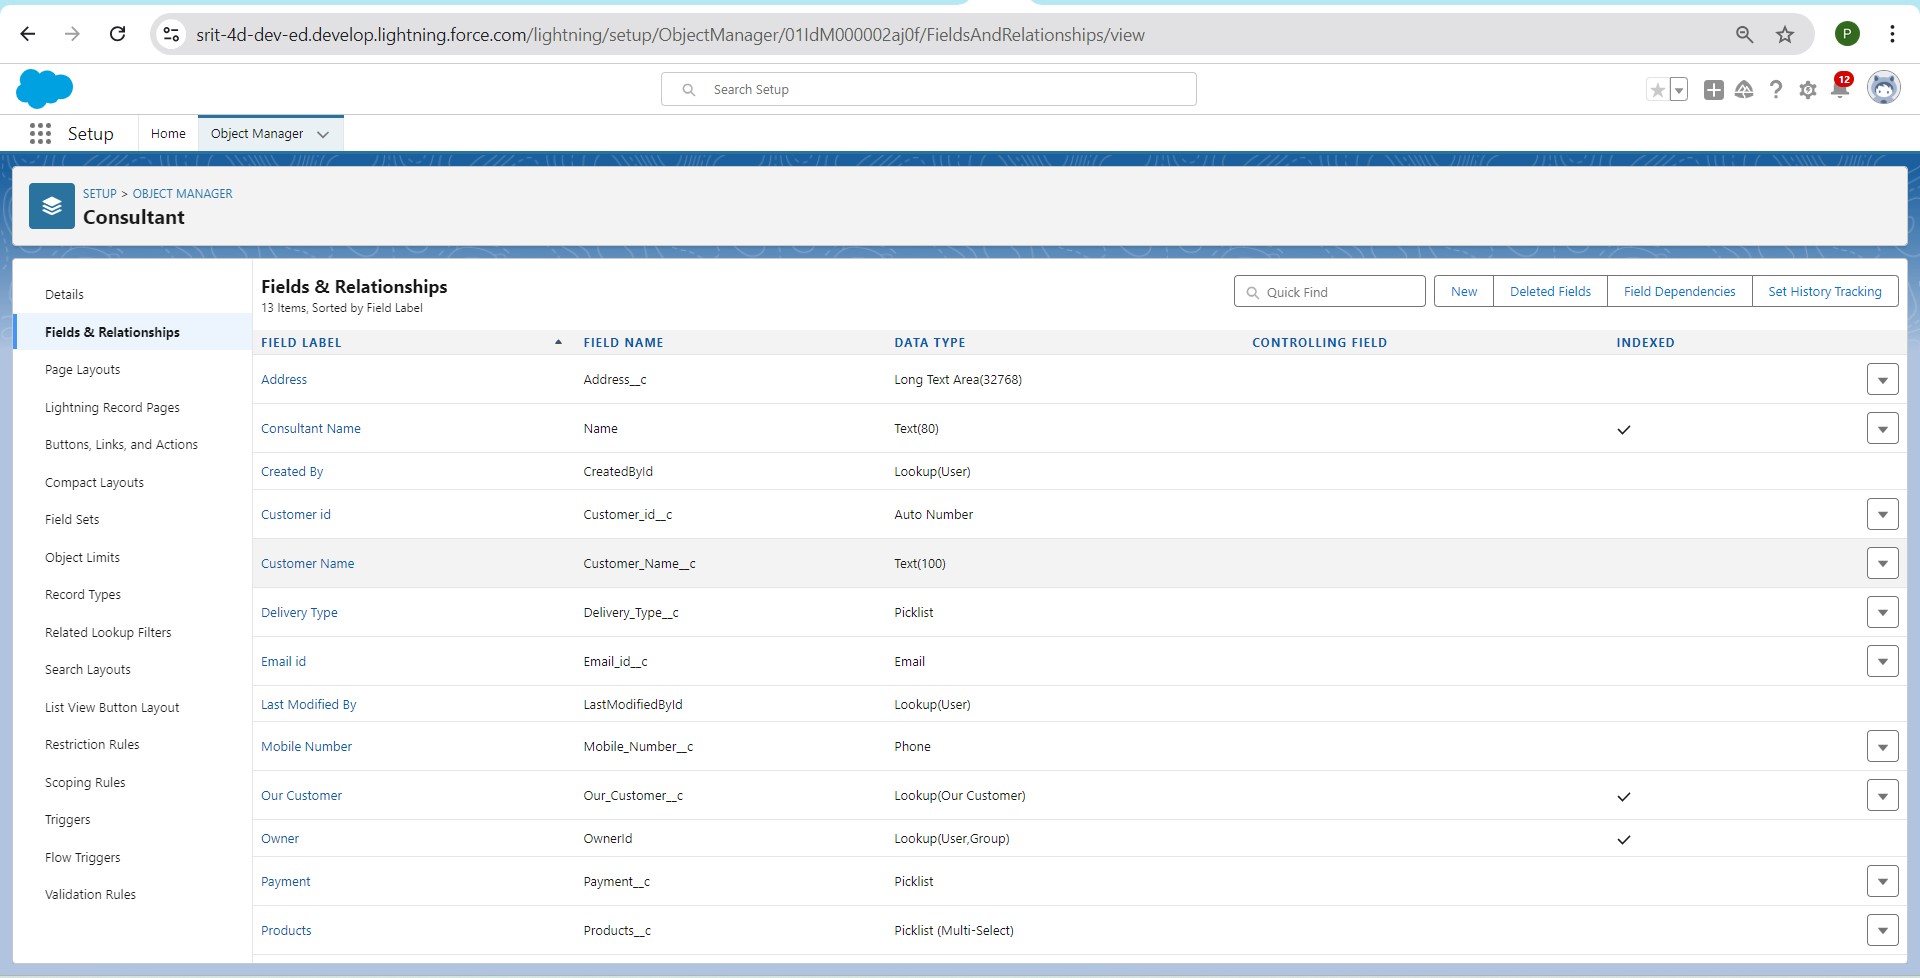 srit-4d-dev-ed.develop.lightning.force.com/lightning/setup/ObjectManager/01IdM000002aj0f/FieldsAndRelationships/view
P
Search Setup
12
Setup
Home
Object Manager
SETUP > OBJECT MANAGER
Consultant
Details
Fields & Relationships
Page Layouts
Lightning Record Pages
Buttons, Links, and Actions
Compact Layouts
Field Sets
Object Limits
Record Types
Related Lookup Filters
Search Layouts
List View Button Layout
Restriction Rules
Scoping Rules
Triggers
Flow Triggers
Validation Rules
Fields & Relationships
13 Items, Sorted by Field Label
Quick Find
New
Deleted Fields
Field Dependencies
Set History Tracking
FIELD LABEL FIELD NAME DATA TYPE CONTROLLING FIELD INDEXED
Address Address__c Long Text Area(32768)
Consultant Name Name Text(80)
Created By CreatedById Lookup(User)
Customer id Customer_id__c Auto Number
Customer Name Customer_Name__c Text(100)
Delivery Type Delivery_Type__c Picklist
Email id Email_id__c Email
Last Modified By LastModifiedById Lookup(User)
Mobile Number Mobile_Number__c Phone
Our Customer Our_Customer__c Lookup(Our Customer)
Owner OwnerId Lookup(User,Group)
Payment Payment__c Picklist
Products Products__c Picklist (Multi-Select)